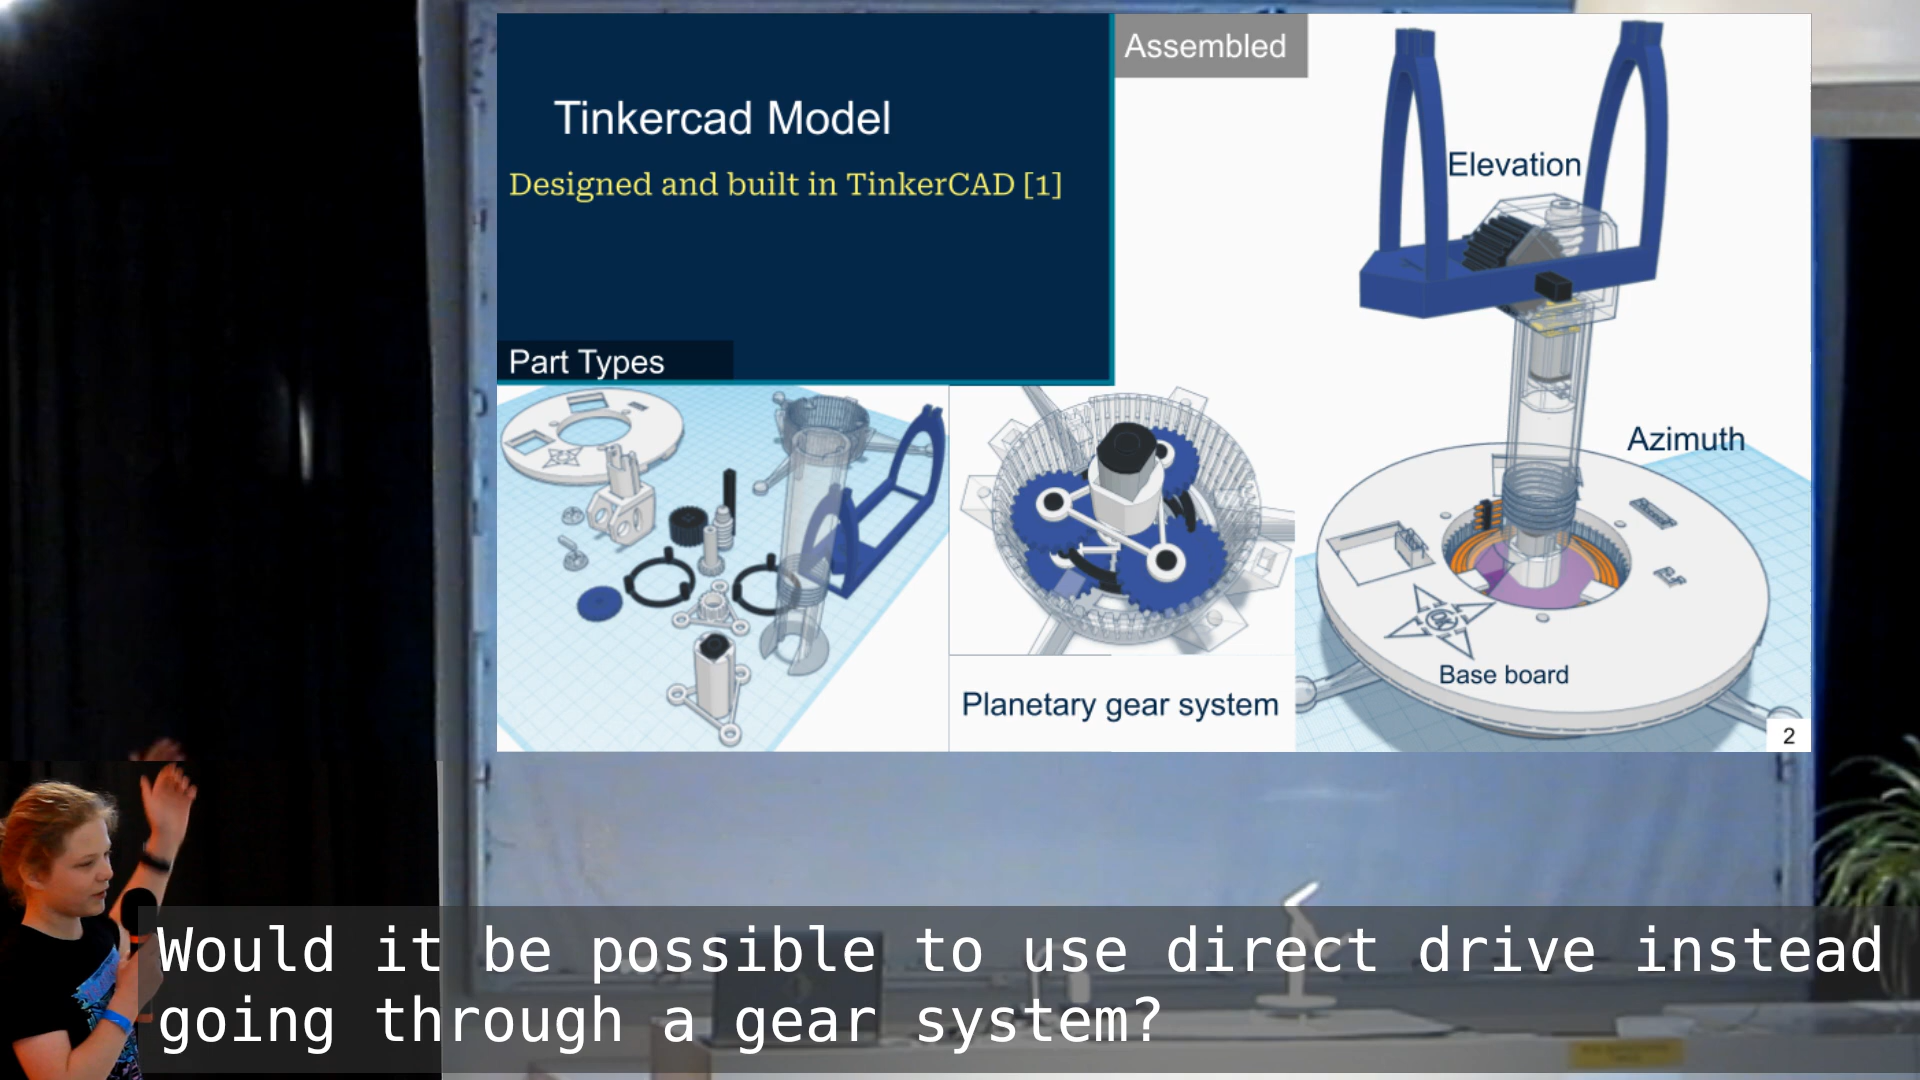 Assembled
Tinkercad Model
Designed and built in TinkerCAD [1]
Elevation
Part Types
Azimuth
Planetary gear system
Base board
2
Would it be possible to use direct drive instead
going through a gear system?